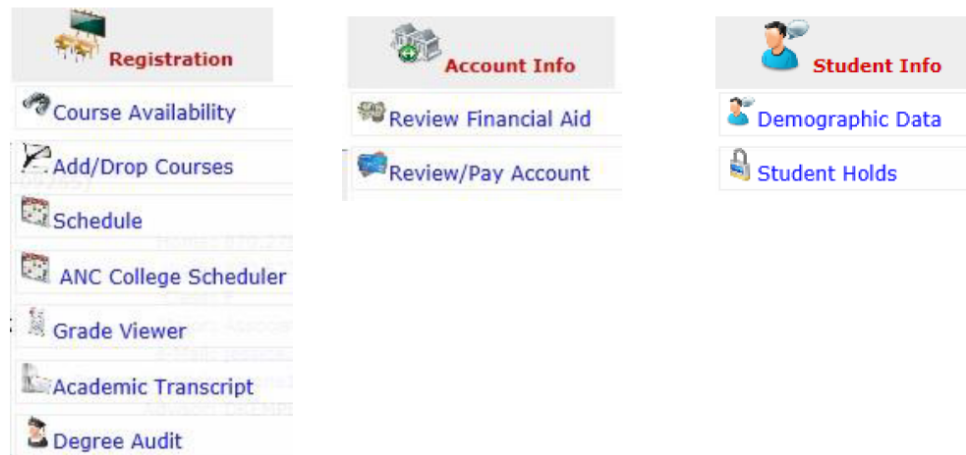 Registration
Course Availability
Add/Drop Courses
Schedule
ANC College Scheduler
Grade Viewer
Academic Transcript
Degree Audit
Account Info
Review Financial Aid
Review/Pay Account
Student Info
Demographic Data
Student Holds